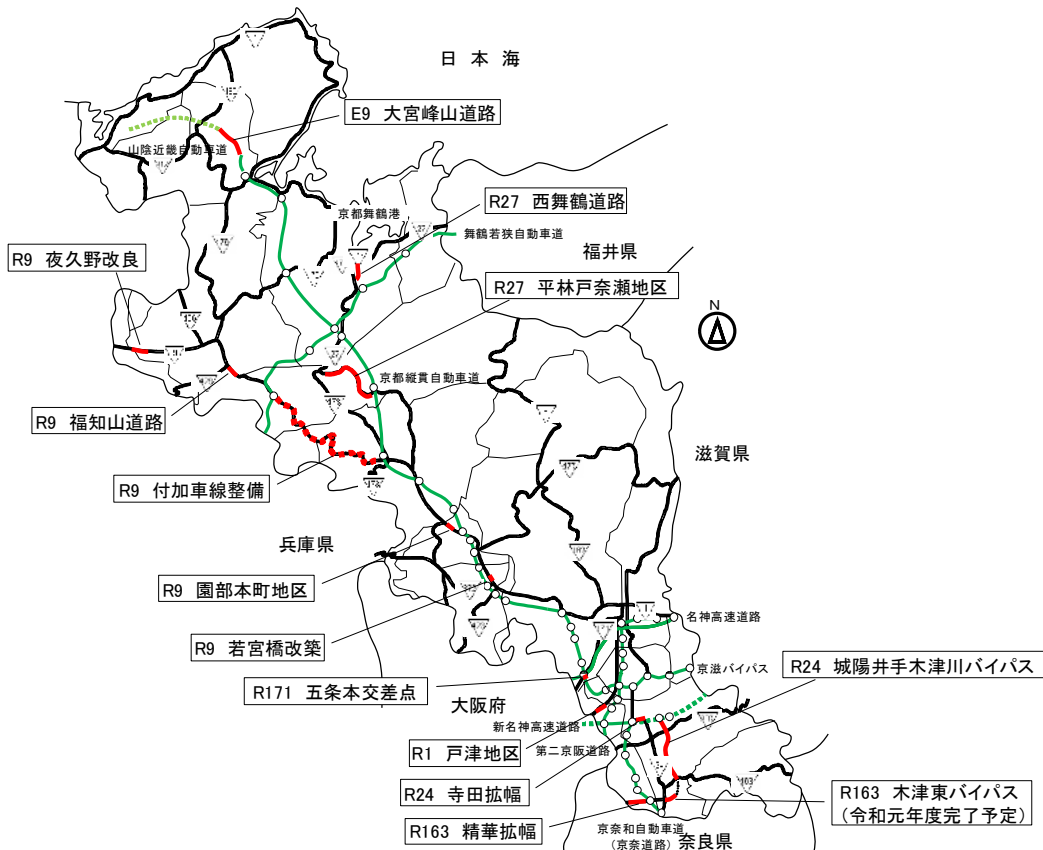 日 本 海
E9 大宮峰山道路
山陰近畿自動車道
京都舞鶴港
R27 西舞鶴道路
舞鶴若狭自動車道
福井県
R9 夜久野改良
R27 平林戸奈瀬地区
N
京都縦貫自動車道
R9 福知山道路
滋賀県
R9 付加車線整備
兵庫県
R9 園部本町地区
名神高速道路
R9 若宮橋改築
京滋バイパス
R24 城陽井手木津川バイパス
R171 五条本交差点
大阪府
新名神高速道路
R1 戸津地区
第二京阪道路
R24 寺田拡幅
R163 木津東バイパス
(令和元年度完了予定)
R163 精華拡幅
京奈和自動車道
(京奈道路)
奈良県